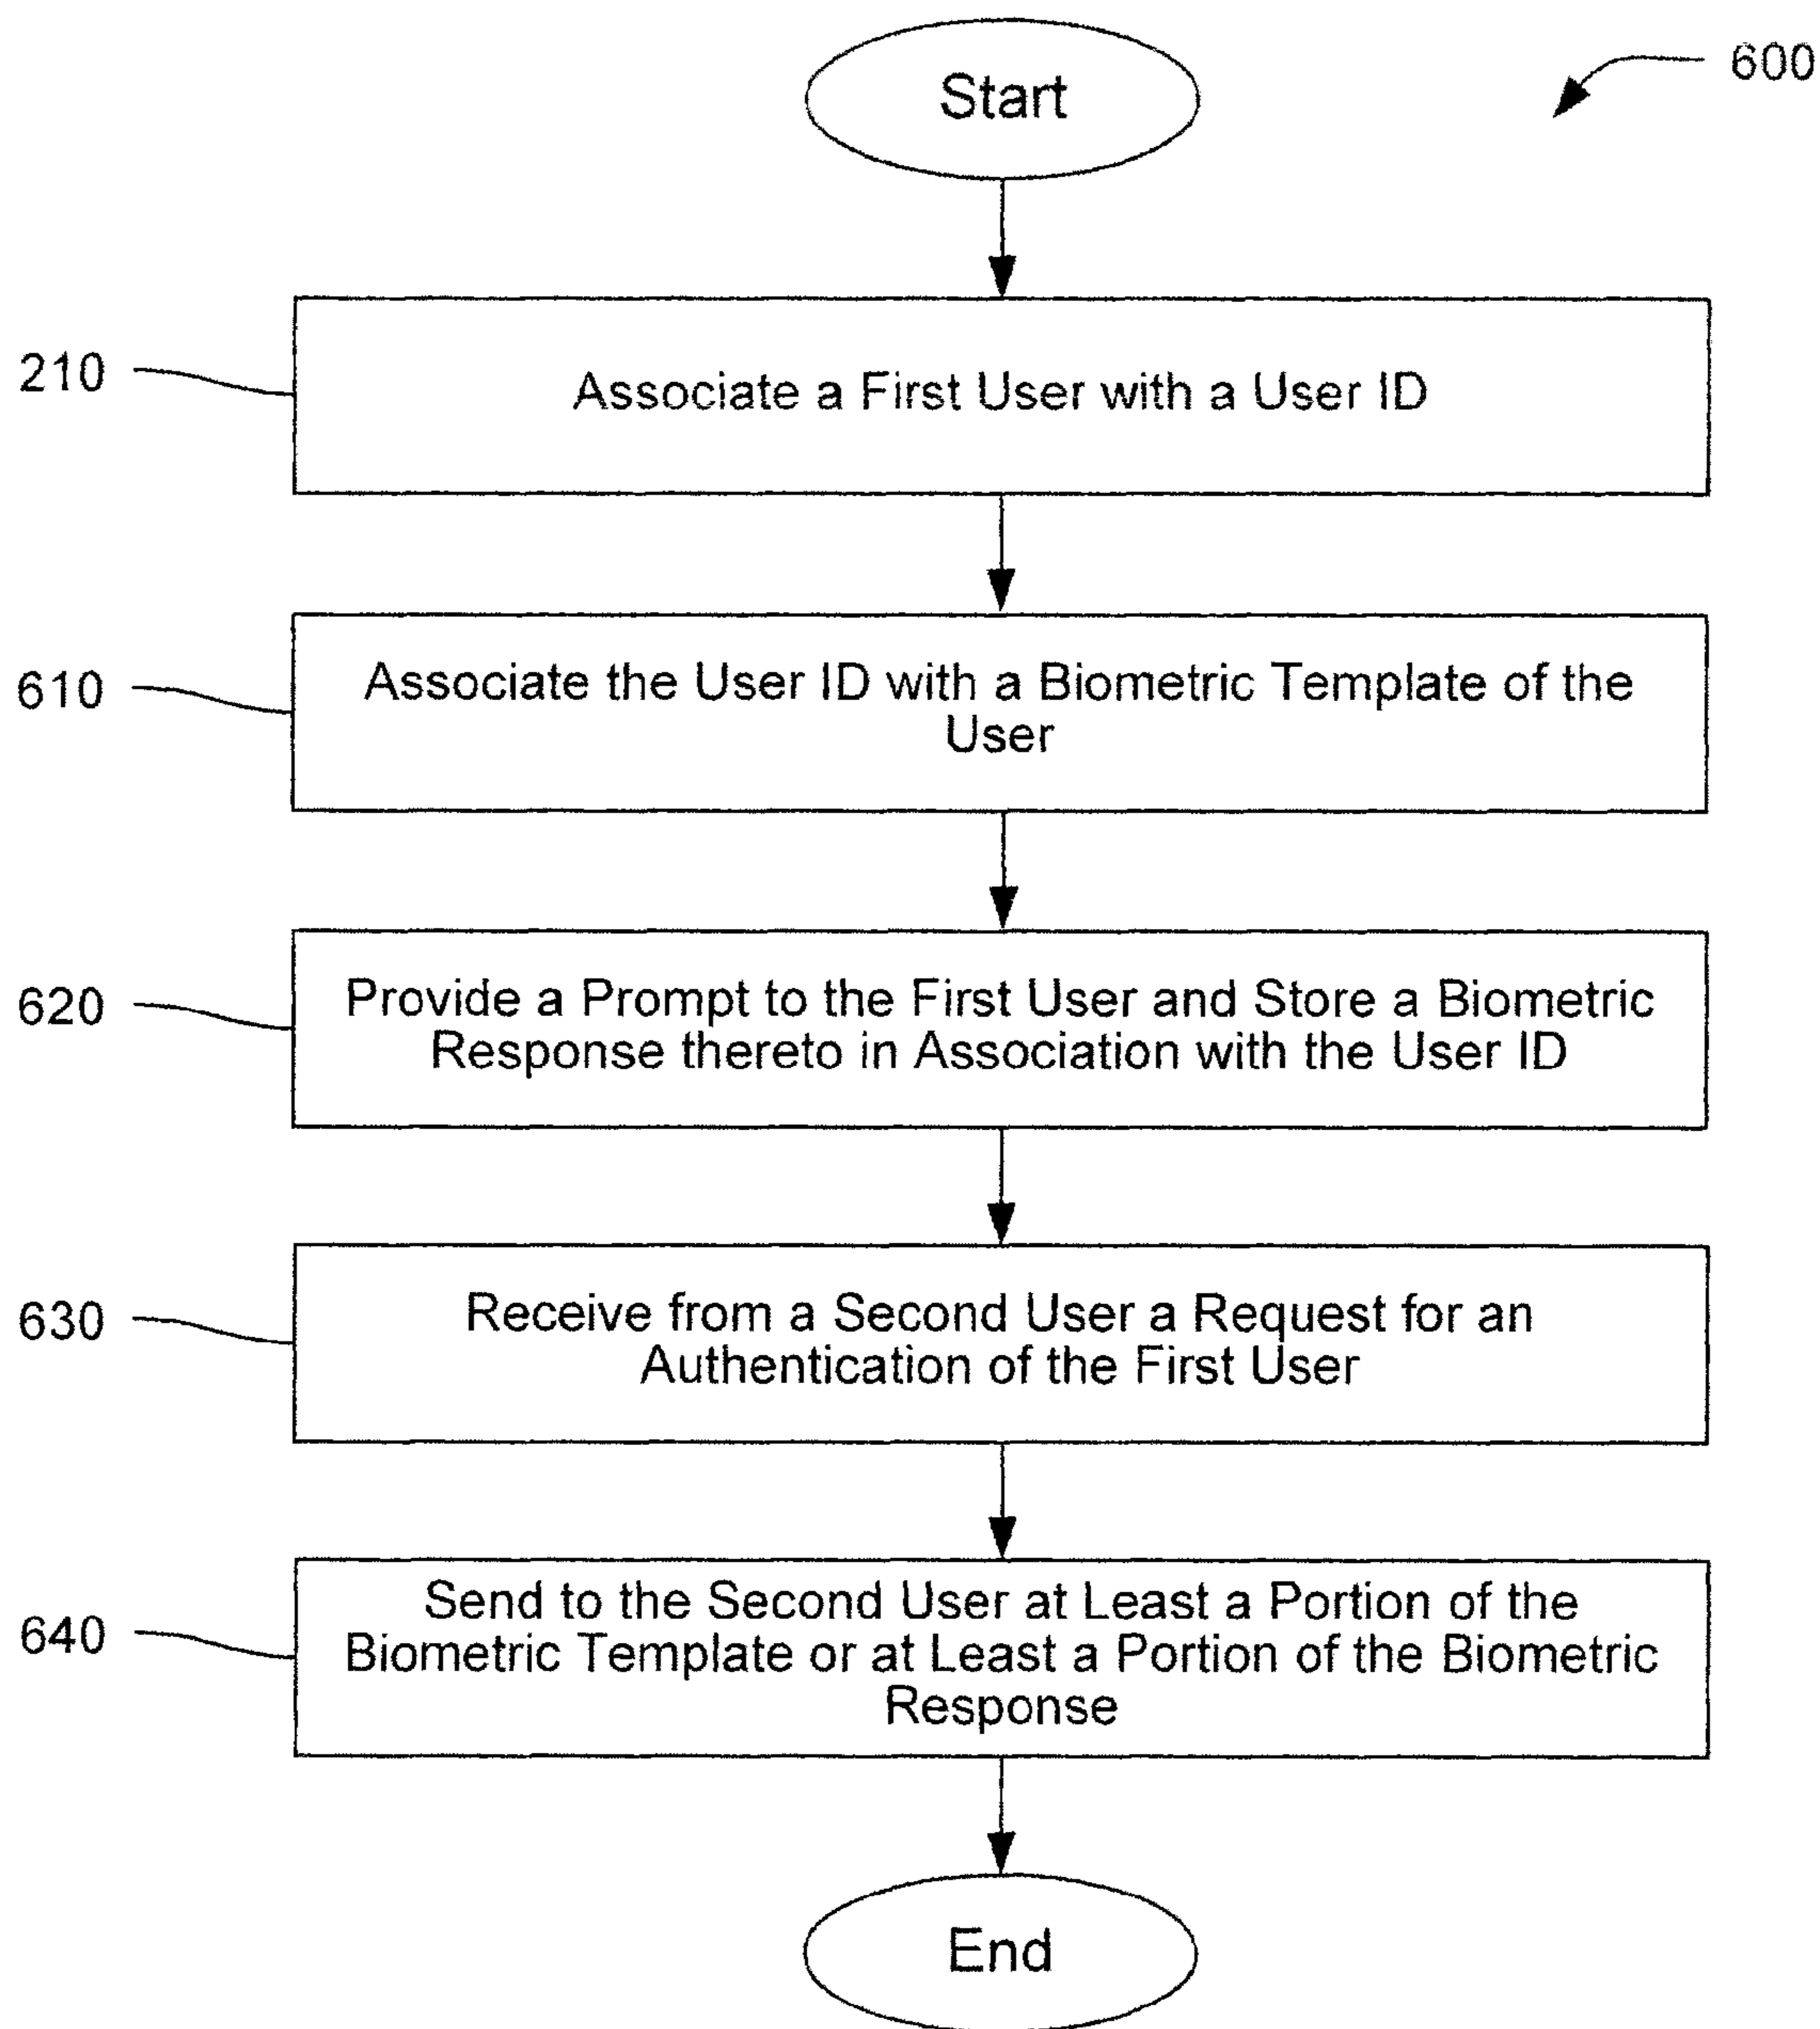 Start
600
210
Associate a First User with a User ID
610
Associate the User ID with a Biometric Template of the
User
620
Provide a Prompt to the First User and Store a Biometric
Response thereto in Association with the User ID
630
Receive from a Second User a Request for an
Authentication of the First User
640
Send to the Second User at Least a Portion of the
Biometric Template or at Least a Portion of the Biometric
Response
End